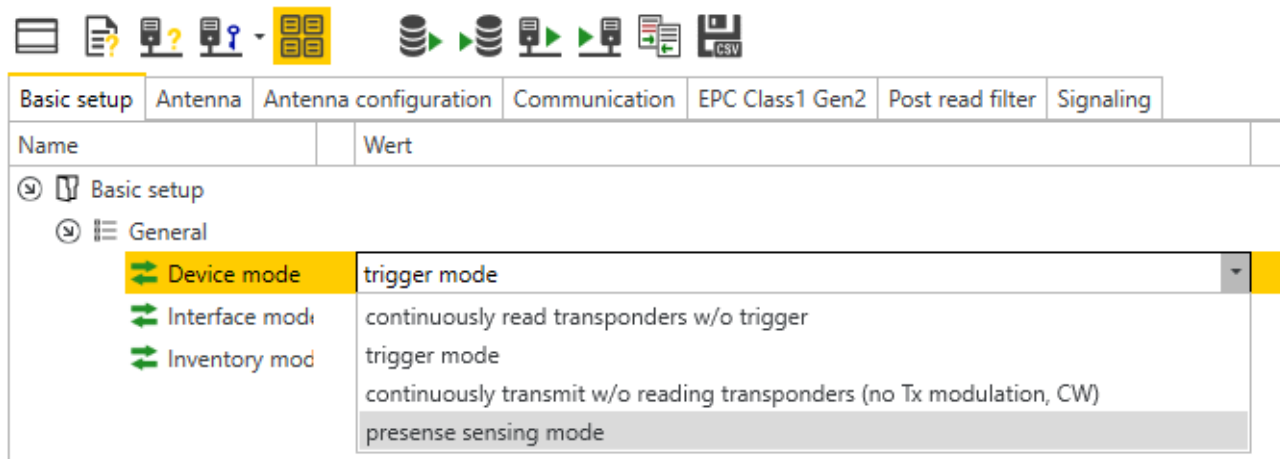 CSV
Basic setup Antenna Antenna configuration Communication EPC Class1 Gen2 Post read filter Signaling
Name Wert
Basic setup
General
Device mode trigger mode
Interface mode continuously read transponders w/o trigger
Inventory mod trigger mode
continuously transmit w/o reading transponders (no Tx modulation, CW)
presense sensing mode